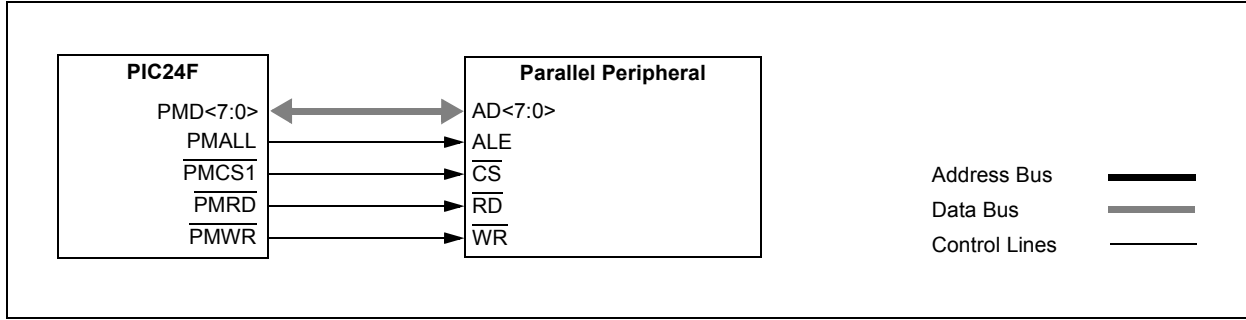 PIC24F
PMD<7:0>
PMALL
PMCS1
PMRD
PMWR
Parallel Peripheral
AD<7:0>
ALE
CS
RD
WR
Address Bus
Data Bus
Control Lines